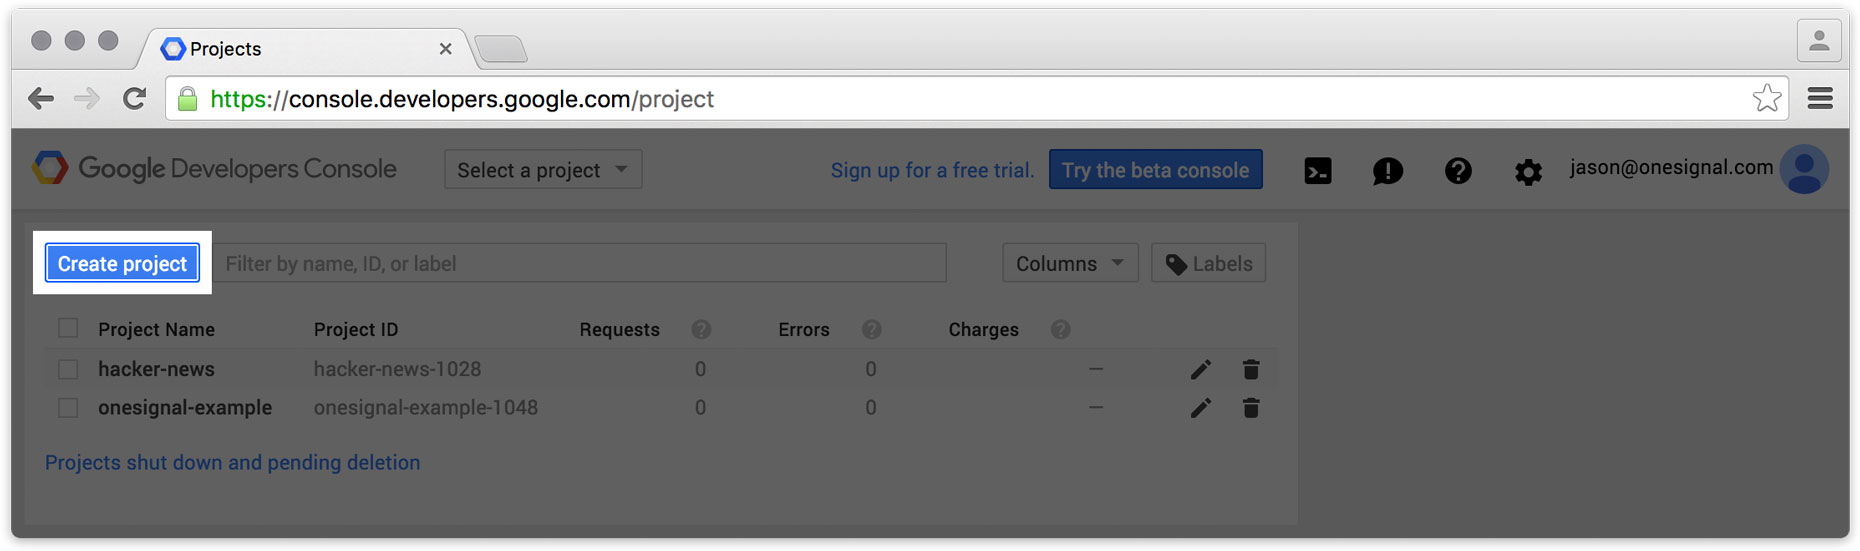 Projects
https://console.developers.google.com/project
Google Developers Console Select a project Sign up for a free trial. Try the beta console jason@onesignal.com
Create project Filter by name, ID, or label Columns Labels
Project Name Project ID Requests ? Errors ? Charges ?
hacker-news hacker-news-1028 0 0 —
onesignal-example onesignal-example-1048 0 0 —
Projects shut down and pending deletion